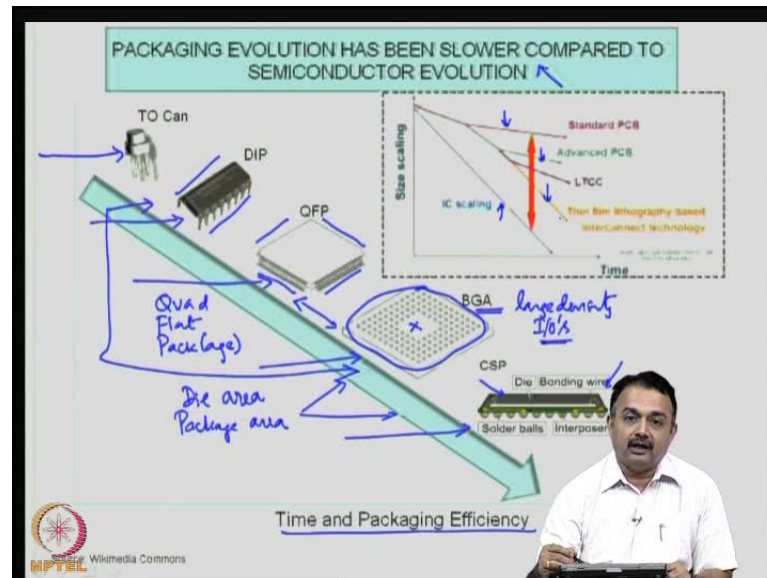 PACKAGING EVOLUTION HAS BEEN SLOWER COMPARED TO
SEMICONDUCTOR EVOLUTION
TO Can
DIP
QFP
Size scaling
Standard PCB
Advanced PCB
LTCC
IC scaling
Thin film lithography based
interconnect technology
Time
Quad
Flat
Pack(age)
BGA
large density
I/O's
Die area
Package area
CSP
Die
Bonding wire
Solder balls
Interposer
Time and Packaging Efficiency
NPTEL
Source: Wikimedia Commons